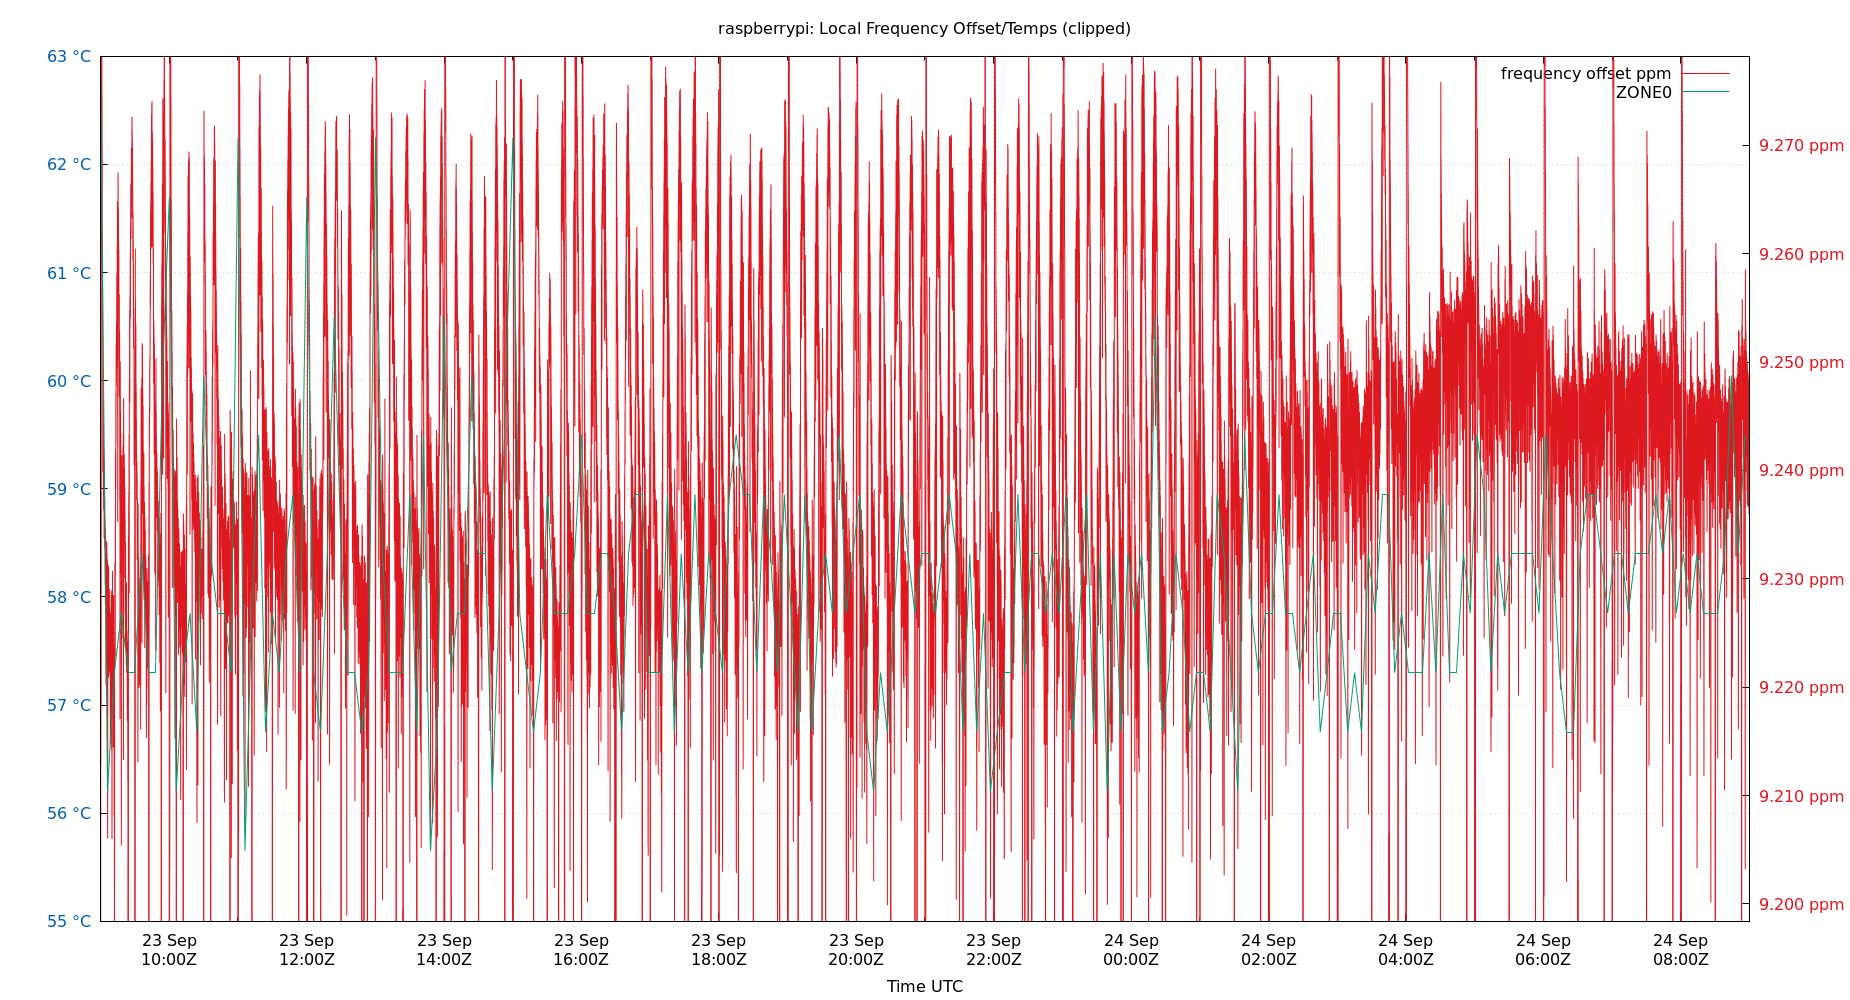 raspberrypi: Local Frequency Offset/Temps (clipped)
63 °C
62 °C
61 °C
60 °C
59 °C
58 °C
57 °C
56 °C
55 °C
frequency offset ppm
ZONE0
9.270 ppm
9.260 ppm
9.250 ppm
9.240 ppm
9.230 ppm
9.220 ppm
9.210 ppm
9.200 ppm
23 Sep 23 Sep 23 Sep 23 Sep 23 Sep 23 Sep 23 Sep 24 Sep 24 Sep 24 Sep 24 Sep 24 Sep
10:00Z 12:00Z 14:00Z 16:00Z 18:00Z 20:00Z 22:00Z 00:00Z 02:00Z 04:00Z 06:00Z 08:00Z
Time UTC